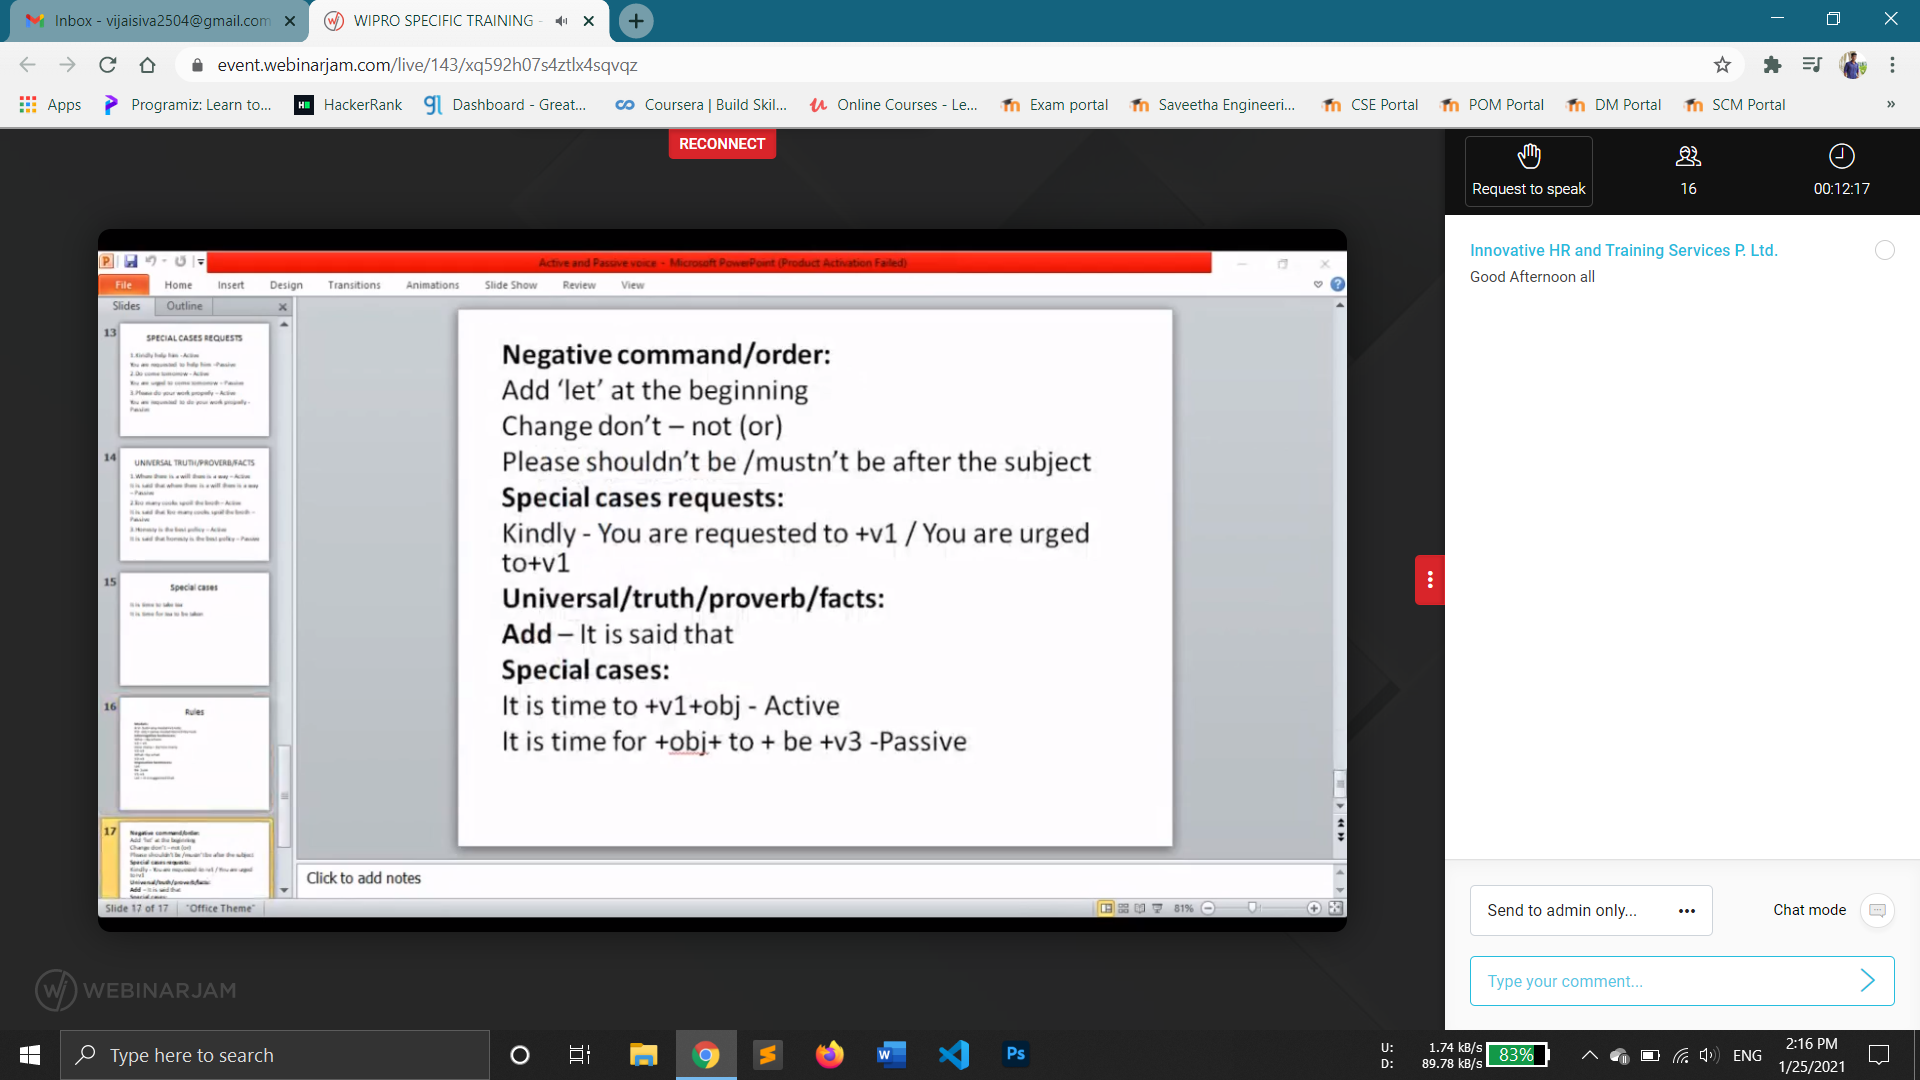 Inbox - vijaisiva2504@gmail.com
WIPRO SPECIFIC TRAINING -
event.webinarjam.com/live/143/xq592h07s4ztlx4sqvqz
Apps
Programiz: Learn to...
HackerRank
Dashboard - Great...
Coursera | Build Skil...
Online Courses - Le...
Exam portal
Saveetha Engineeri...
CSE Portal
POM Portal
DM Portal
SCM Portal
»
RECONNECT
Request to speak
16
00:12:17
Innovative HR and Training Services P. Ltd.
Good Afternoon all
Active and Passive voice - Microsoft PowerPoint (Product Activation Failed)
File
Home
Insert
Design
Transitions
Animations
Slide Show
Review
View
Slides
Outline
13
SPECIAL CASES REQUESTS
1.Kindly help him -Active
You are requested to help him -Passive
2.Do come tomorrow - Active
You are urged to come tomorrow - Passive
3.Please do your work properly - Active
You are requested to do your work properly -
Passive
14
UNIVERSAL TRUTH/PROVERB/FACTS
1.Where there is a will there is a way - Active
It is said that where there is a will there is a way
- Passive
2.Too many cooks spoil the broth - Active
It is said that too many cooks spoil the broth -
Passive
3.Honesty is the best policy - Active
It is said that honesty is the best policy - Passive
15
Special cases
It is time to take tea
It is time for tea to be taken
16
Rules
17
Negative command/order:
Add 'let' at the beginning
Change don't - not (or)
Please shouldn't be /mustn't be after the subject
Special cases requests:
Kindly - You are requested to +v1 / You are urged
to+v1
Universal/truth/proverb/facts:
Add - It is said that
Special cases:
Negative command/order:
Add ‘let’ at the beginning
Change don’t – not (or)
Please shouldn’t be /mustn’t be after the subject
Special cases requests:
Kindly - You are requested to +v1 / You are urged
to+v1
Universal/truth/proverb/facts:
Add – It is said that
Special cases:
It is time to +v1+obj - Active
It is time for +obj+ to + be +v3 -Passive
Click to add notes
Slide 17 of 17
"Office Theme"
81%
Send to admin only...
Chat mode
Type your comment...
WEBINARJAM
Type here to search
U: 1.74 kB/s
D: 89.78 kB/s
83%
ENG
2:16 PM
1/25/2021